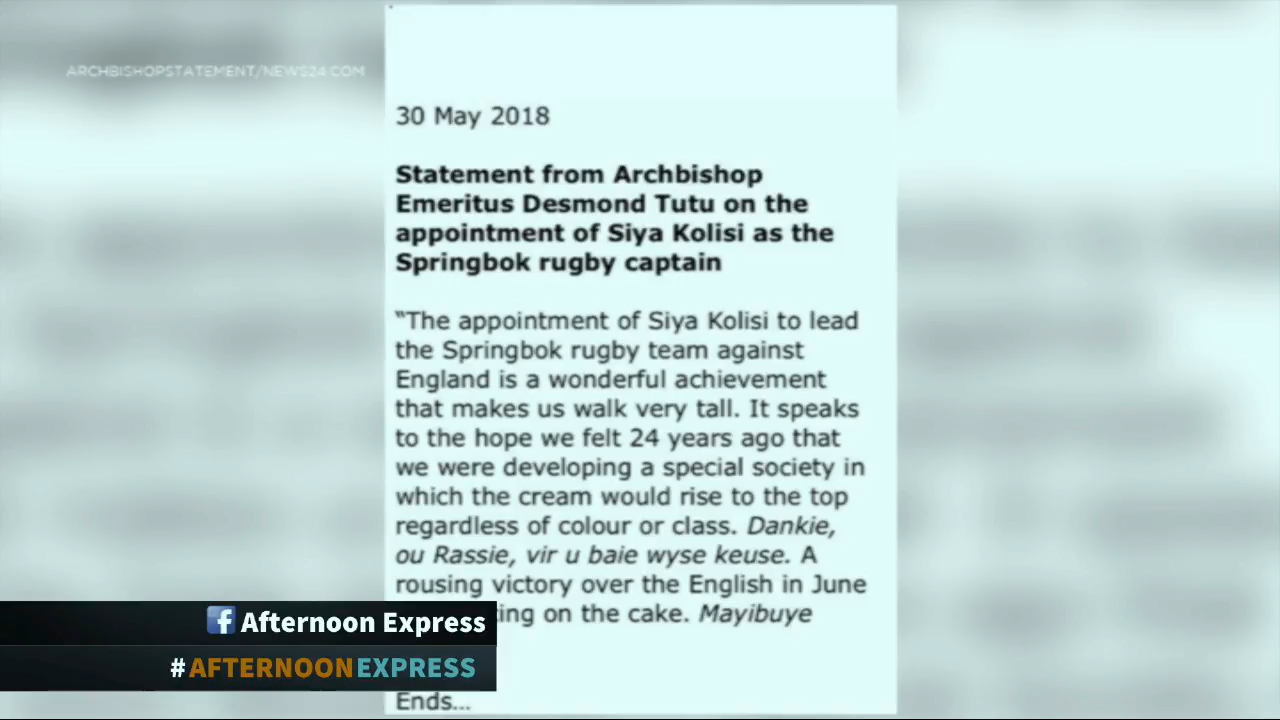 ARCHBISHOPSTATEMENT/NEWS24.COM
30 May 2018
Statement from Archbishop
Emeritus Desmond Tutu on the
appointment of Siya Kolisi as the
Springbok rugby captain
“The appointment of Siya Kolisi to lead
the Springbok rugby team against
England is a wonderful achievement
that makes us walk very tall. It speaks
to the hope we felt 24 years ago that
we were developing a special society in
which the cream would rise to the top
regardless of colour or class. Dankie,
ou Rassie, vir u baie wyse keuse. A
rousing victory over the English in June
on the cake. Mayibuye
Ends...
Afternoon Express
#AFTERNOONEXPRESS